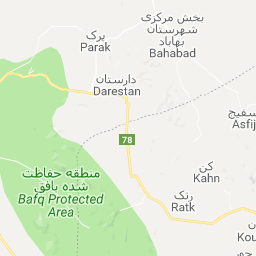 بخش مرکزی
شهرستان
بهاباد
Bahabad
پرک
Parak
دارستان
Darestan
سفیج
Asfij
78
منطقه حفاظت
شده بافق
Bafq Protected
Area
کن
Kahn
رتک
Ratk
Kou